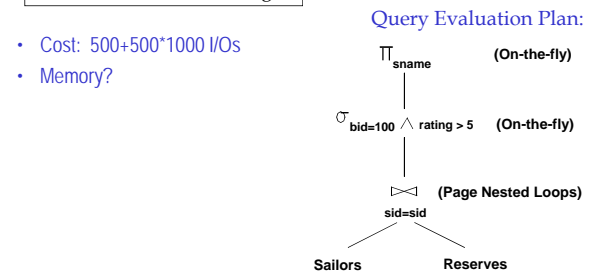 Query Evaluation Plan:
• Cost: 500+500*1000 I/Os
• Memory?
∏ sname (On-the-fly)
σ bid=100 ∧ rating > 5 (On-the-fly)
⋈ (Page Nested Loops)
sid=sid
Sailors Reserves